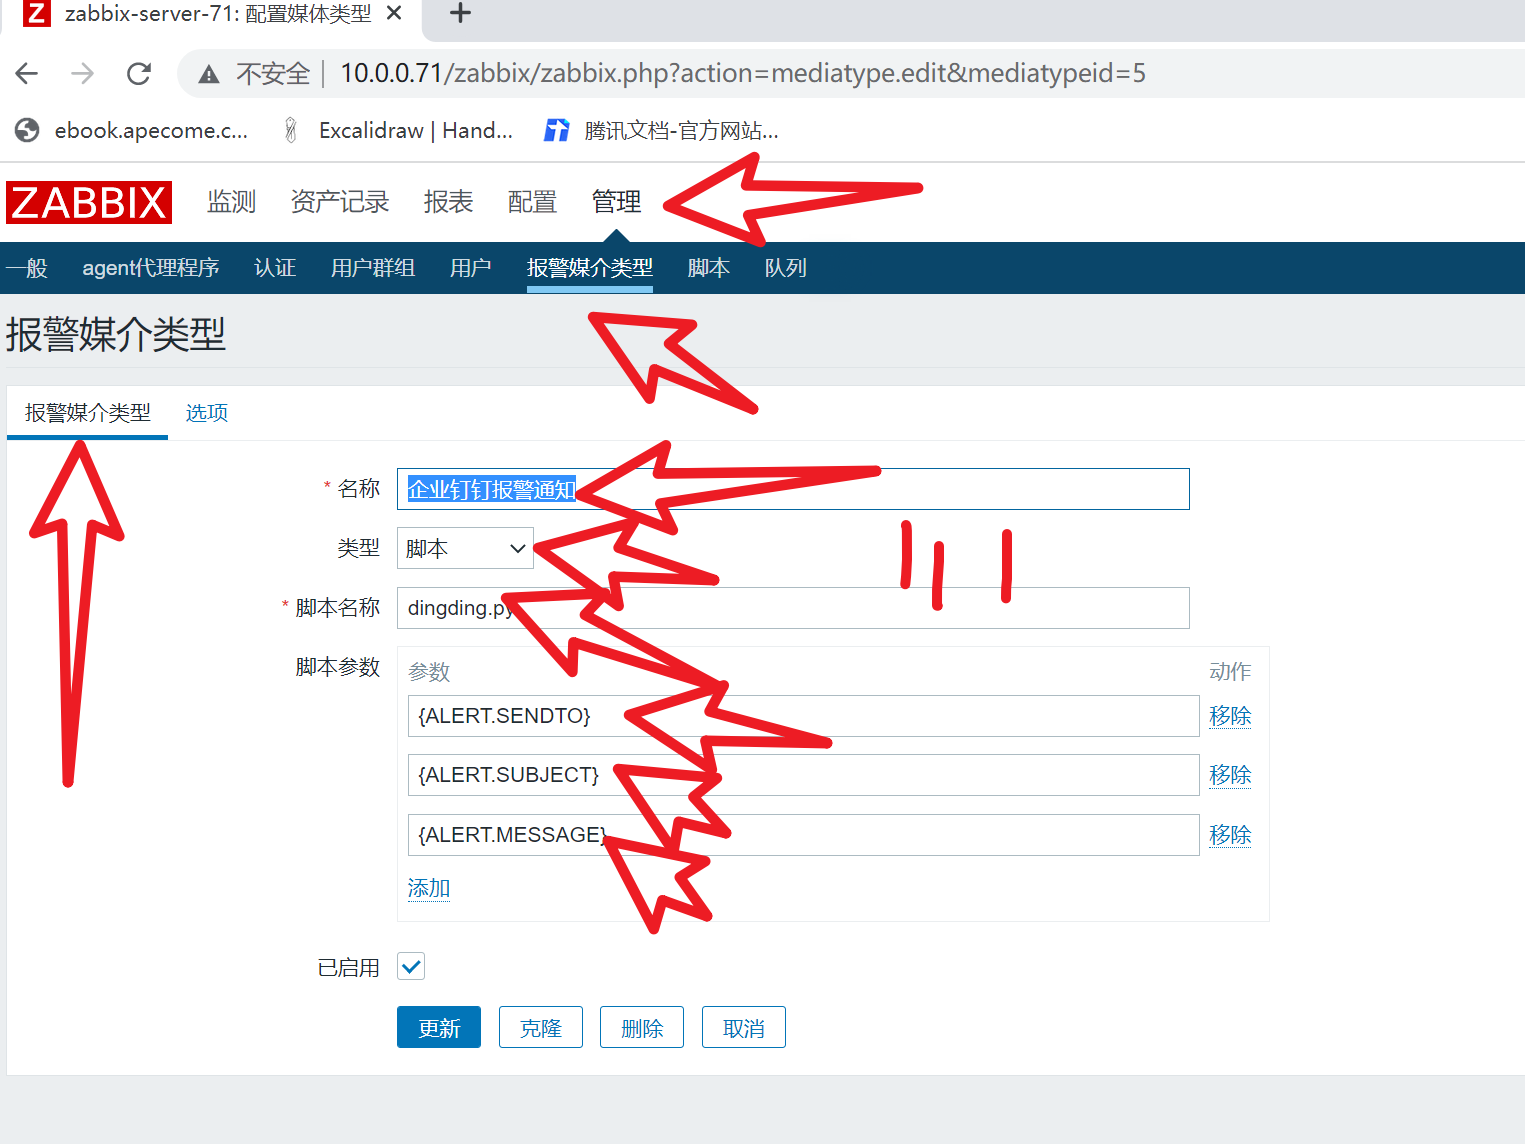 Z zabbix-server-71: 配置媒体类型
不安全 | 10.0.0.71/zabbix/zabbix.php?action=mediatype.edit&mediatypeid=5
ebook.apecome.c... Excalidraw | Hand... 腾讯文档-官方网站...
ZABBIX 监测 资产记录 报表 配置 管理
一般 agent代理程序 认证 用户群组 用户 报警媒介类型 脚本 队列
报警媒介类型
报警媒介类型 选项
* 名称 企业钉钉报警通知
类型 脚本
* 脚本名称 dingding.py
脚本参数 参数 动作
{ALERT.SENDTO} 移除
{ALERT.SUBJECT} 移除
{ALERT.MESSAGE} 移除
添加
已启用
更新 克隆 删除 取消